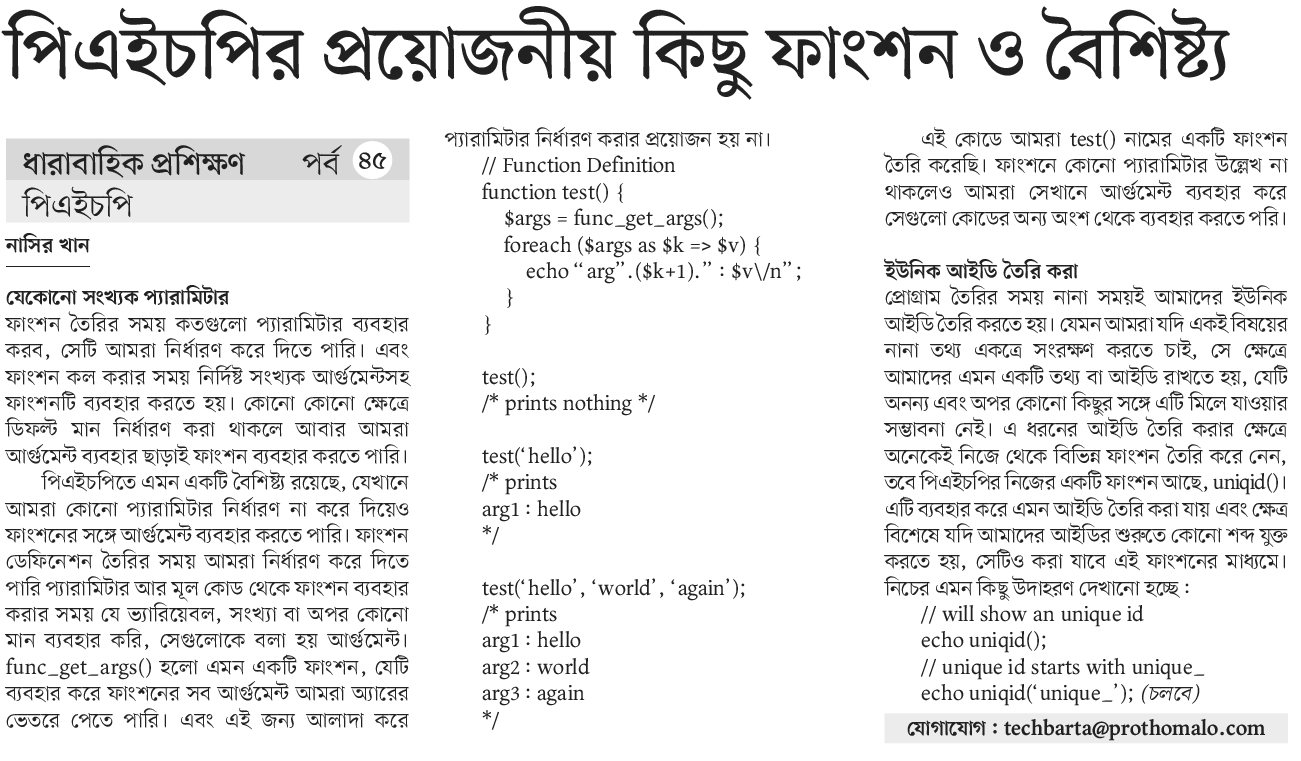 পিএইচপির প্রয়োজনীয় কিছু ফাংশন ও বৈশিষ্ট্য
ধারাবাহিক প্রশিক্ষণ পর্ব ৪৫
পিএইচপি
নাসির খান
যেকোনো সংখ্যক প্যারামিটার
ফাংশন তৈরির সময় কতগুলো প্যারামিটার ব্যবহার
করব, সেটি আমরা নির্ধারণ করে দিতে পারি। এবং
ফাংশন কল করার সময় নির্দিষ্ট সংখ্যক আর্গুমেন্টসহ
ফাংশনটি ব্যবহার করতে হয়। কোনো কোনো ক্ষেত্রে
ডিফল্ট মান নির্ধারণ করা থাকলে আবার আমরা
আর্গুমেন্ট ব্যবহার ছাড়াই ফাংশন ব্যবহার করতে পারি।
পিএইচপিতে এমন একটি বৈশিষ্ট্য রয়েছে, যেখানে
আমরা কোনো প্যারামিটার নির্ধারণ না করে দিয়েও
ফাংশনের সঙ্গে আর্গুমেন্ট ব্যবহার করতে পারি। ফাংশন
ডেফিনেশন তৈরির সময় আমরা নির্ধারণ করে দিতে
পারি প্যারামিটার আর মূল কোড থেকে ফাংশন ব্যবহার
করার সময় যে ভ্যারিয়েবল, সংখ্যা বা অপর কোনো
মান ব্যবহার করি, সেগুলোকে বলা হয় আর্গুমেন্ট।
func_get_args() হলো এমন একটি ফাংশন, যেটি
ব্যবহার করে ফাংশনের সব আর্গুমেন্ট আমরা অ্যারের
ভেতরে পেতে পারি। এবং এই জন্য আলাদা করে
প্যারামিটার নির্ধারণ করার প্রয়োজন হয় না।
// Function Definition
function test() {
$args = func_get_args();
foreach ($args as $k => $v) {
echo “arg”.($k+1).” : $v\/n”;
}
}
test();
/* prints nothing */
test(‘hello’);
/* prints
arg1 : hello
*/
test(‘hello’, ‘world’, ‘again’);
/* prints
arg1 : hello
arg2 : world
arg3 : again
*/
এই কোডে আমরা test() নামের একটি ফাংশন
তৈরি করেছি। ফাংশনে কোনো প্যারামিটার উল্লেখ না
থাকলেও আমরা সেখানে আর্গুমেন্ট ব্যবহার করে
সেগুলো কোডের অন্য অংশ থেকে ব্যবহার করতে পরি।
ইউনিক আইডি তৈরি করা
প্রোগ্রাম তৈরির সময় নানা সময়ই আমাদের ইউনিক
আইডি তৈরি করতে হয়। যেমন আমরা যদি একই বিষয়ের
নানা তথ্য একত্রে সংরক্ষণ করতে চাই, সে ক্ষেত্রে
আমাদের এমন একটি তথ্য বা আইডি রাখতে হয়, যেটি
অনন্য এবং অপর কোনো কিছুর সঙ্গে এটি মিলে যাওয়ার
সম্ভাবনা নেই। এ ধরনের আইডি তৈরি করার ক্ষেত্রে
অনেকেই নিজে থেকে বিভিন্ন ফাংশন তৈরি করে নেন,
তবে পিএইচপির নিজের একটি ফাংশন আছে, uniqid()।
এটি ব্যবহার করে এমন আইডি তৈরি করা যায় এবং ক্ষেত্র
বিশেষে যদি আমাদের আইডির শুরুতে কোনো শব্দ যুক্ত
করতে হয়, সেটিও করা যাবে এই ফাংশনের মাধ্যমে।
নিচের এমন কিছু উদাহরণ দেখানো হচ্ছে :
// will show an unique id
echo uniqid();
// unique id starts with unique_
echo uniqid(‘unique_’); (চলবে)
যোগাযোগ : techbarta@prothomalo.com